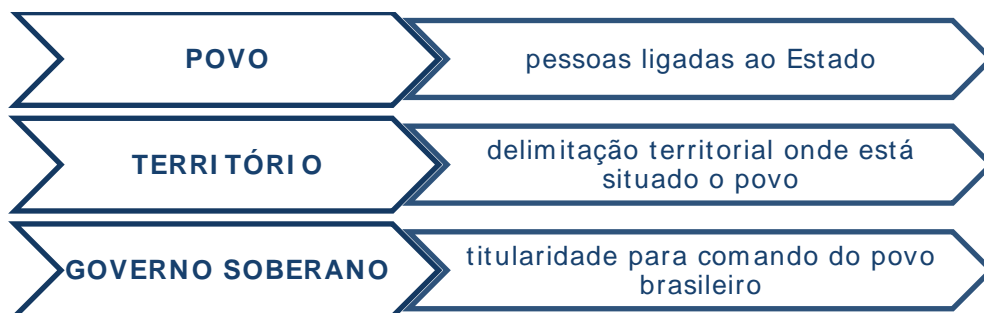 POVO
pessoas ligadas ao Estado
TERRITÓRIO
delimitação territorial onde está
situado o povo
GOVERNO SOBERANO
titularidade para comando do povo
brasileiro